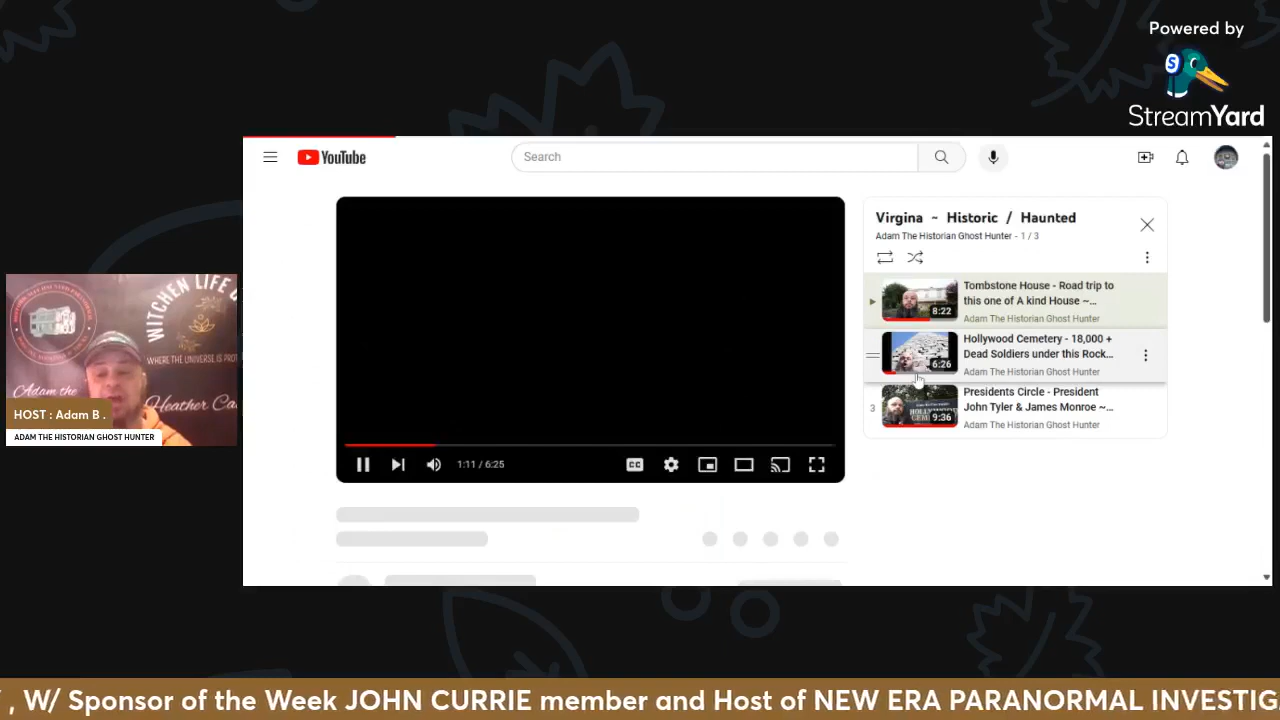 Powered by
StreamYard
YouTube
Search
Virgina ~ Historic / Haunted
Adam The Historian Ghost Hunter - 1 / 3
Tombstone House - Road trip to
this one of A kind House ~...
Adam The Historian Ghost Hunter
8:22
Hollywood Cemetery - 18,000 +
Dead Soldiers under this Rock...
Adam The Historian Ghost Hunter
6:26
3
Presidents Circle - President
John Tyler & James Monroe ~...
Adam The Historian Ghost Hunter
9:36
1:11 / 6:25
CC
WITCHEN LIFE
WHERE THE UNIVERSE IS
Adam the
Heather
HOST : Adam B .
ADAM THE HISTORIAN GHOST HUNTER
, W/ Sponsor of the Week JOHN CURRIE member and Host of NEW ERA PARANORMAL INVESTIG